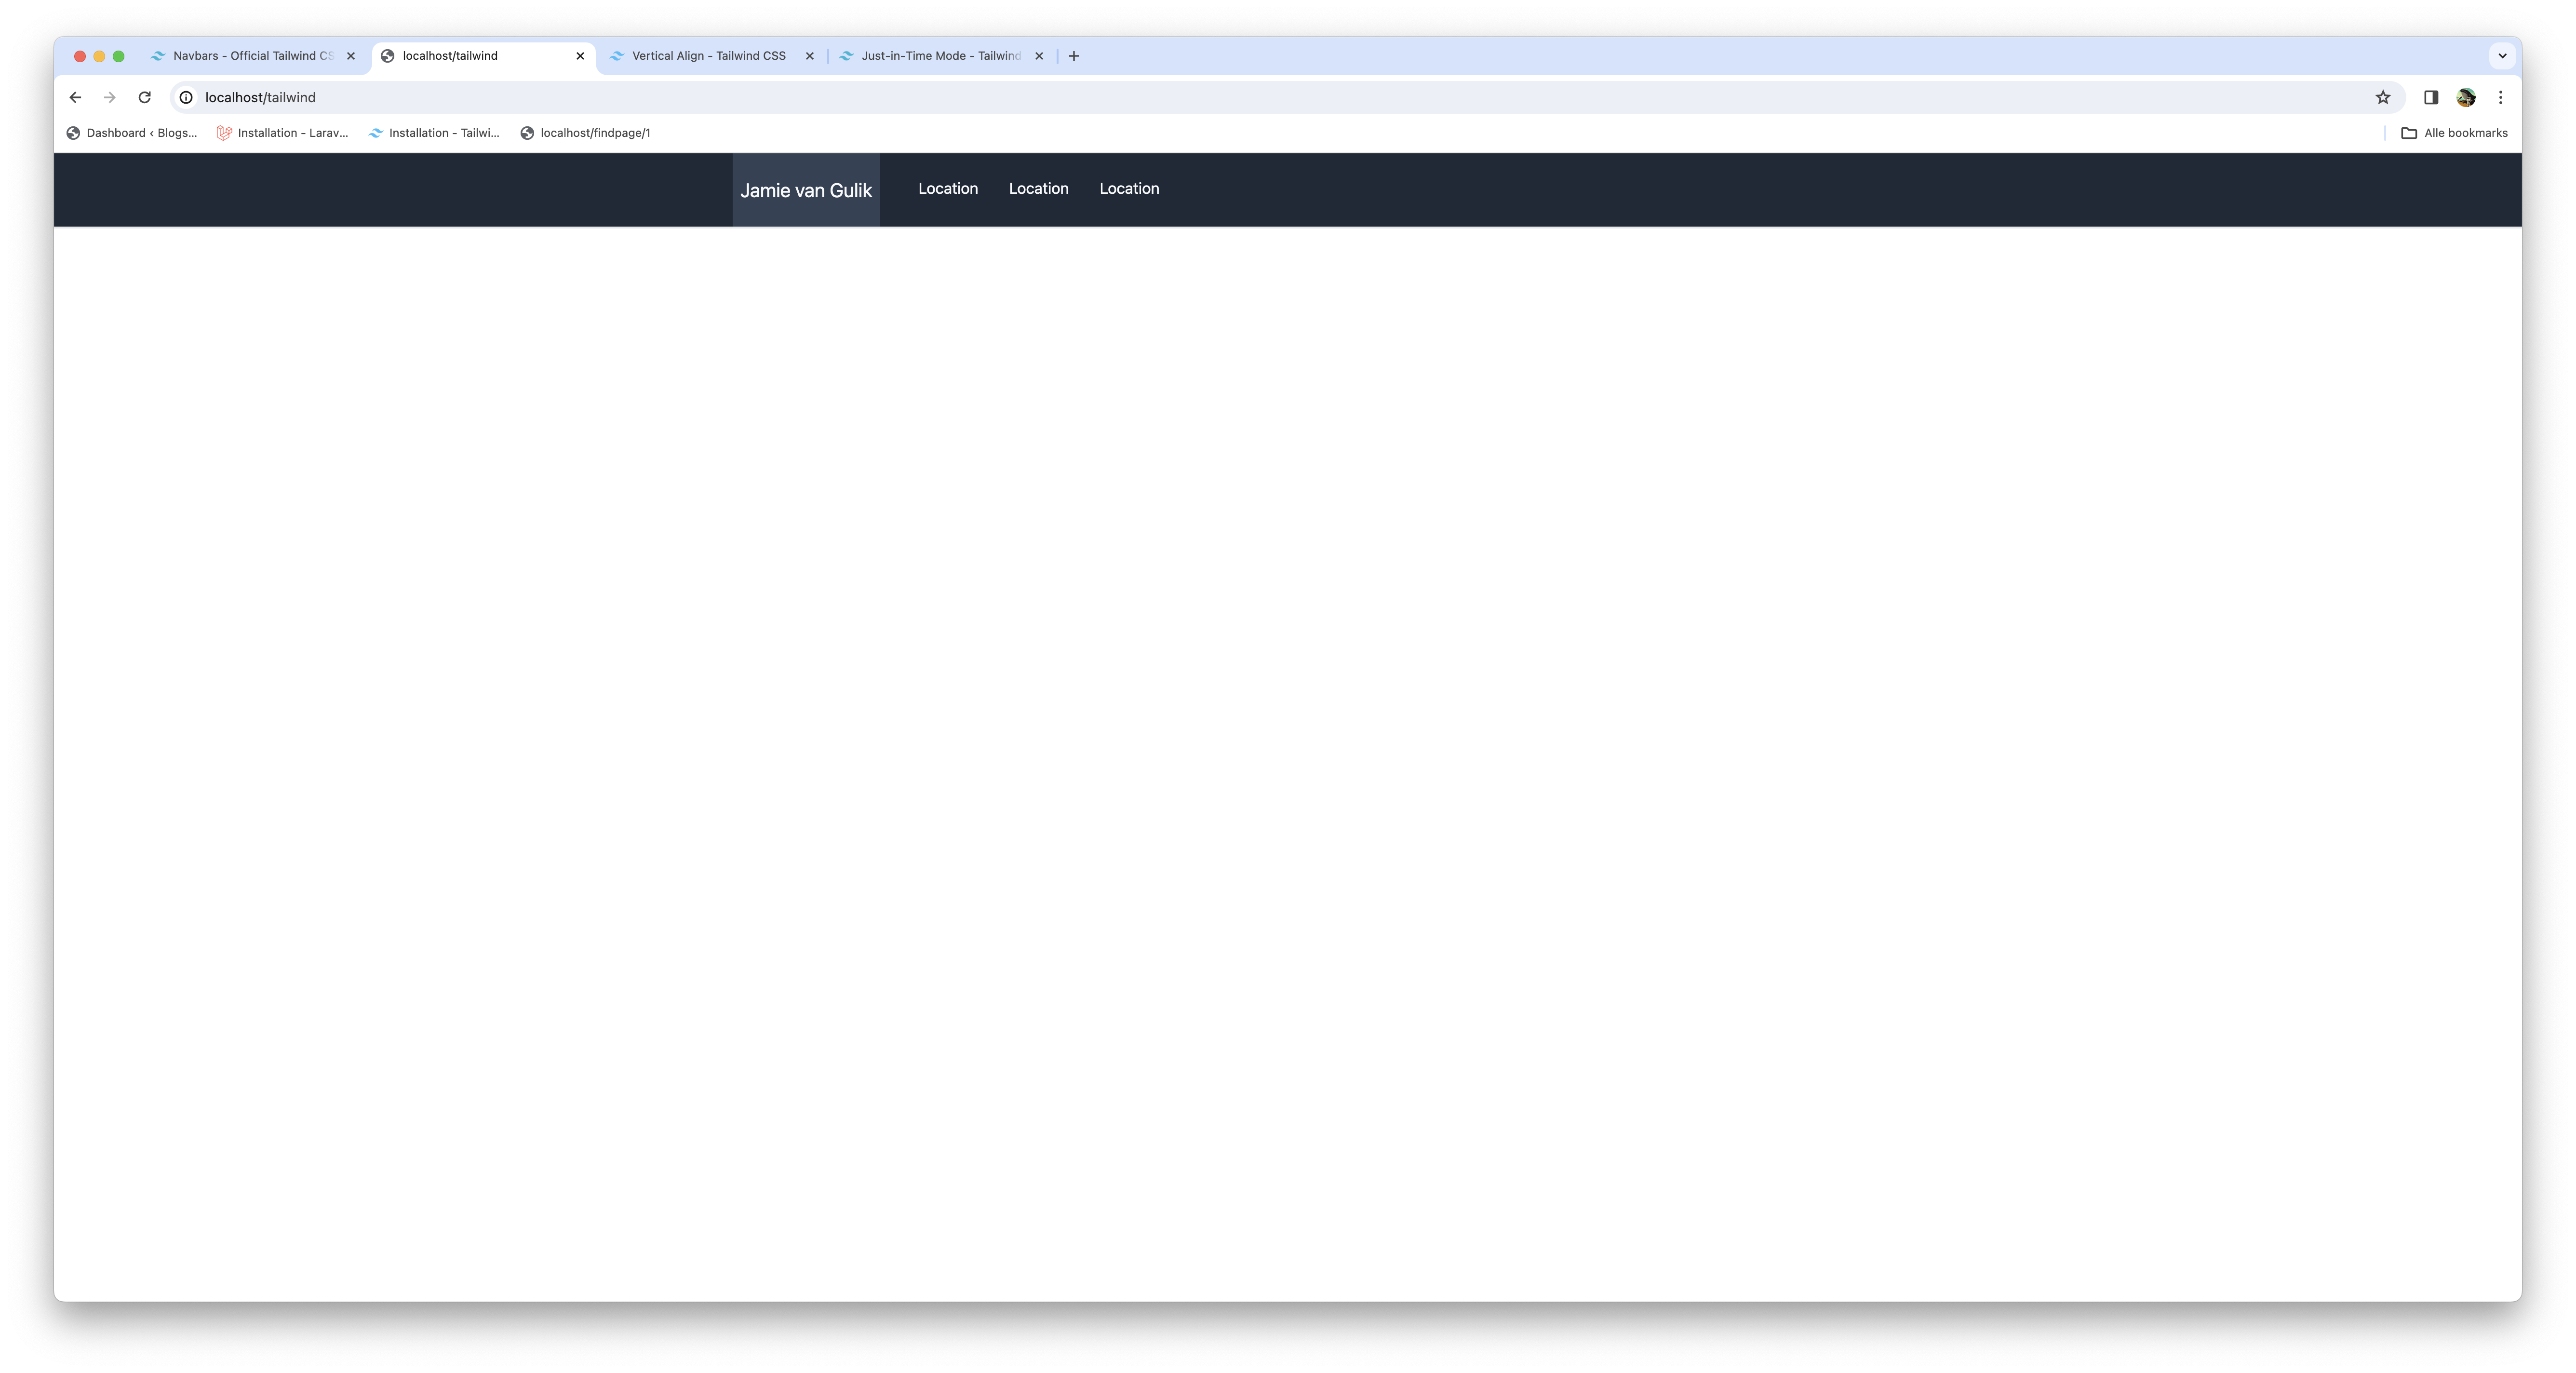 Navbars - Official Tailwind CS
localhost/tailwind
Vertical Align - Tailwind CSS
Just-in-Time Mode - Tailwind
localhost/tailwind
Dashboard ‹ Blogs...
Installation - Larav...
Installation - Tailwi...
localhost/findpage/1
Alle bookmarks
Jamie van Gulik
Location
Location
Location